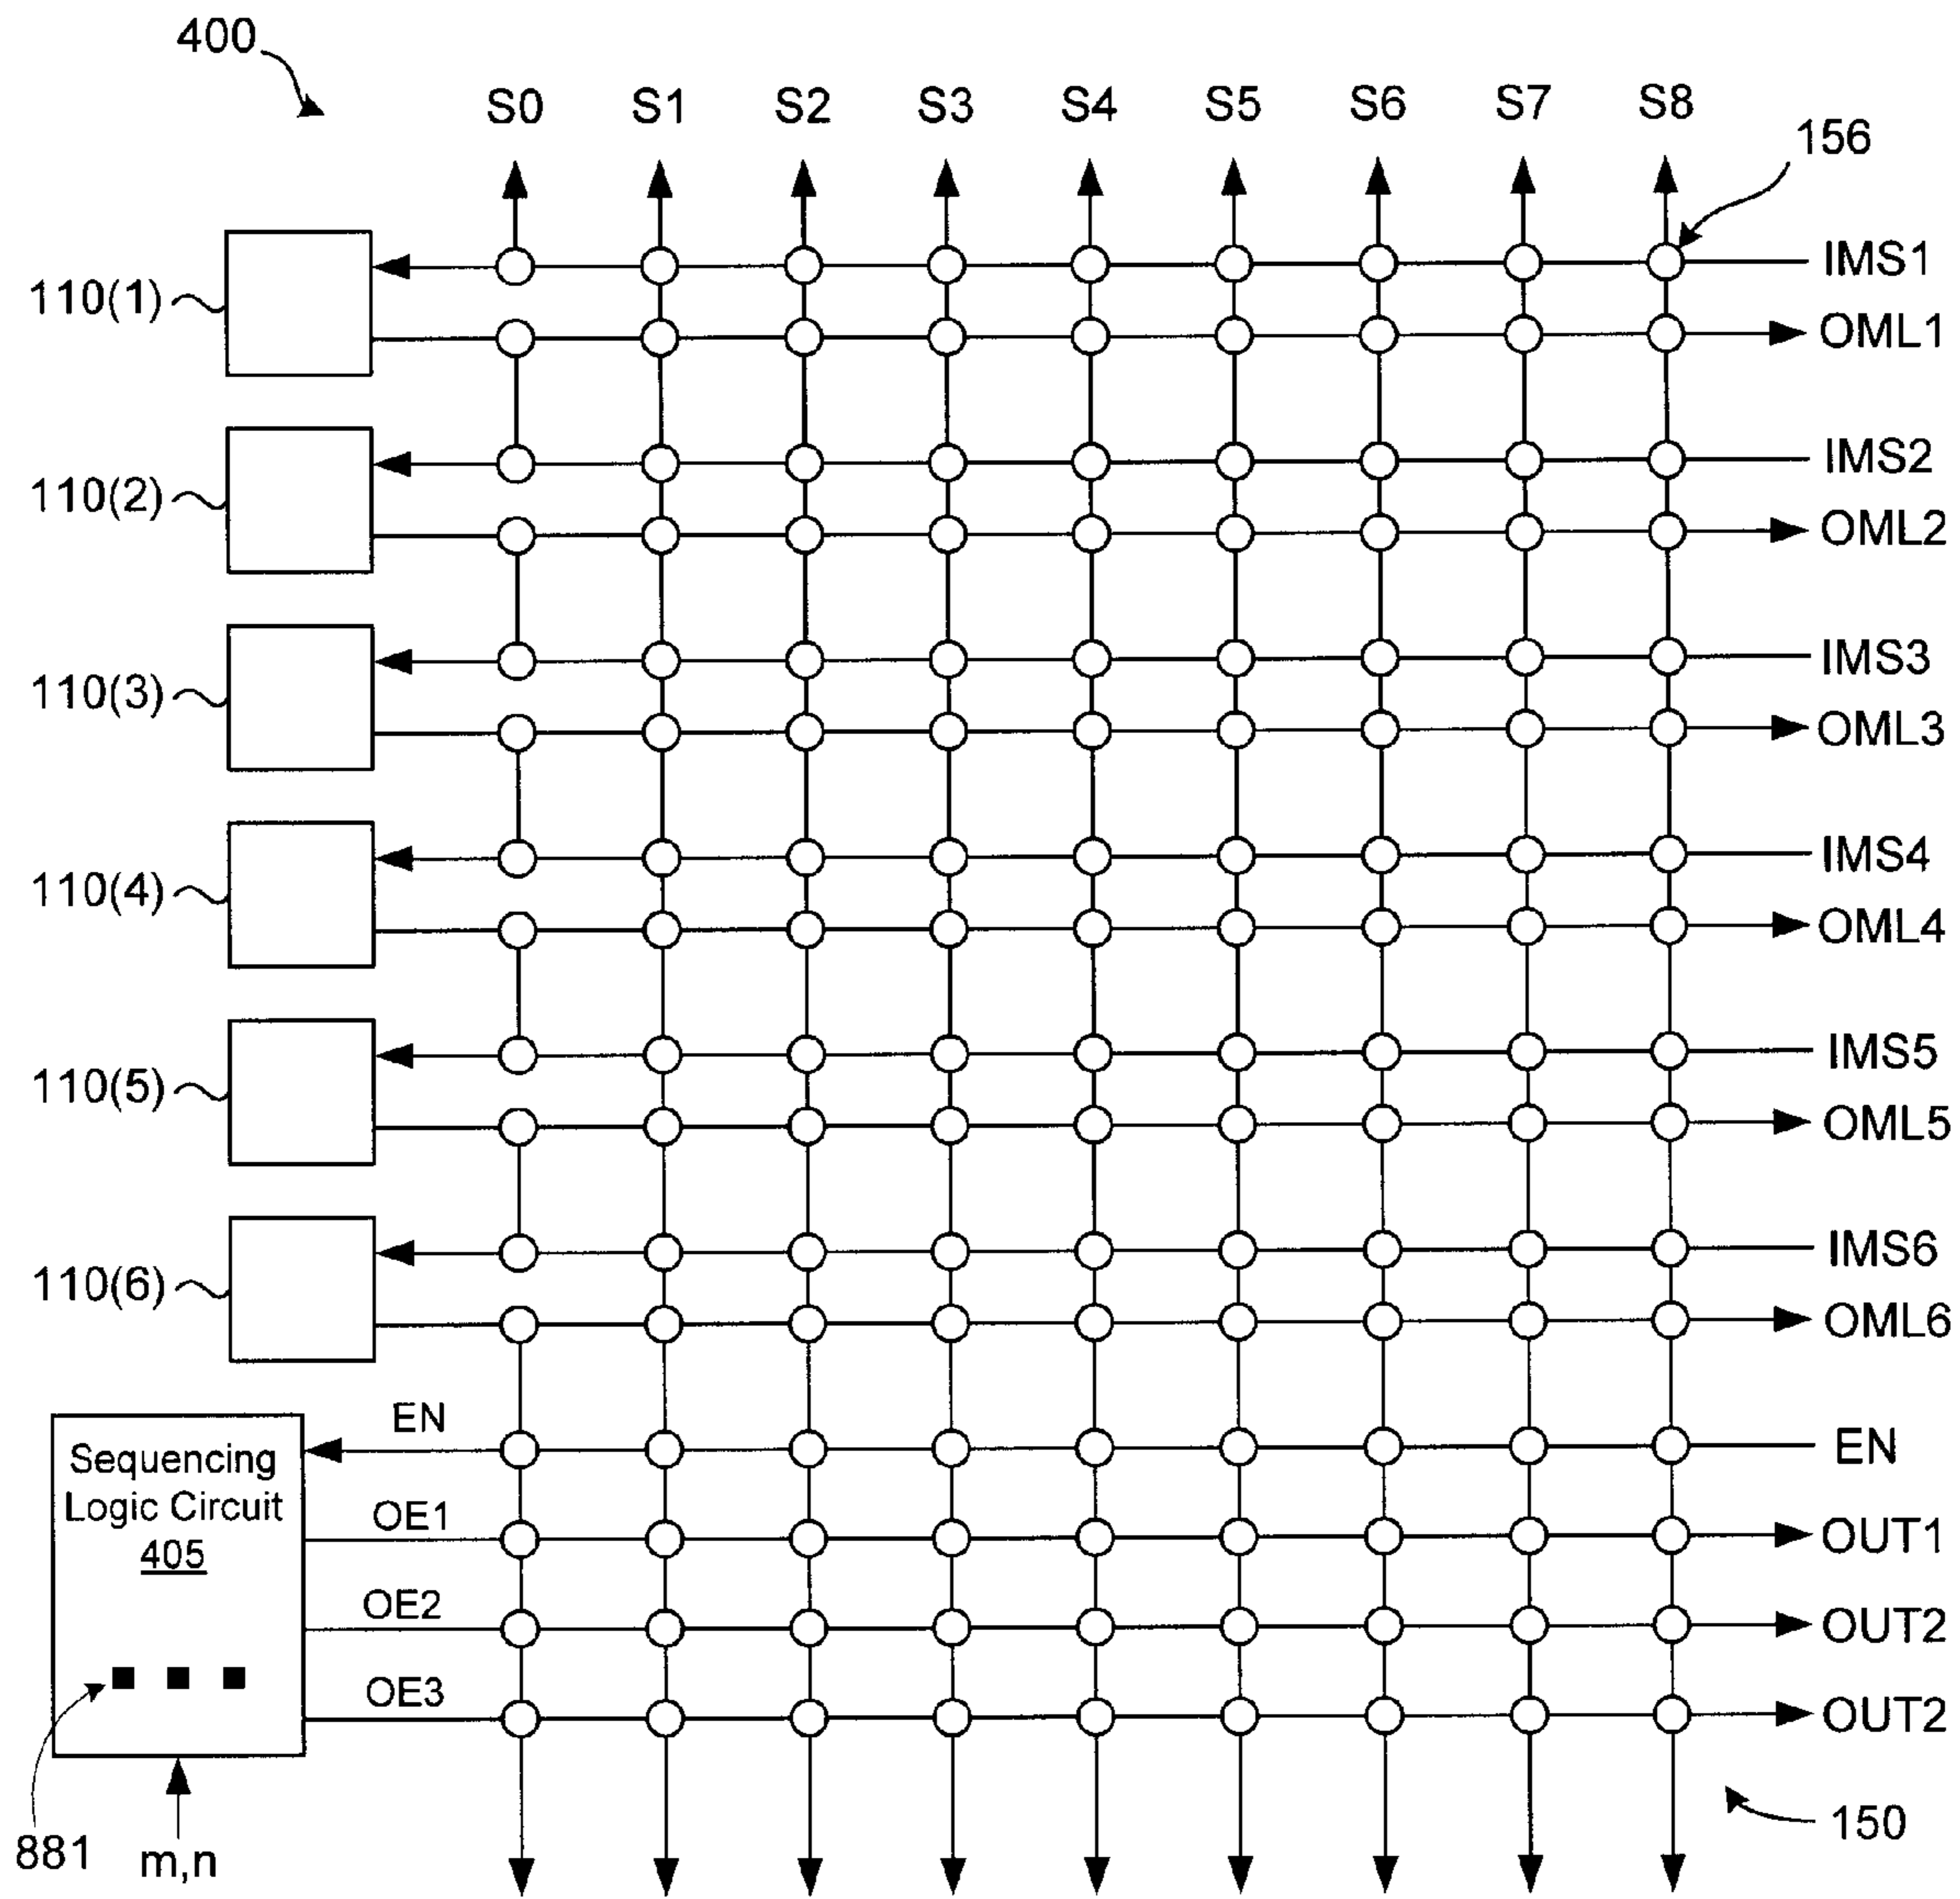 400
S0 S1 S2 S3 S4 S5 S6 S7 S8
156
IMS1
110(1)
OML1
IMS2
110(2)
OML2
IMS3
110(3)
OML3
IMS4
110(4)
OML4
IMS5
110(5)
OML5
IMS6
110(6)
OML6
EN
EN
Sequencing
Logic Circuit
405
OE1
OUT1
OE2
OUT2
OE3
OUT2
881
m,n
150